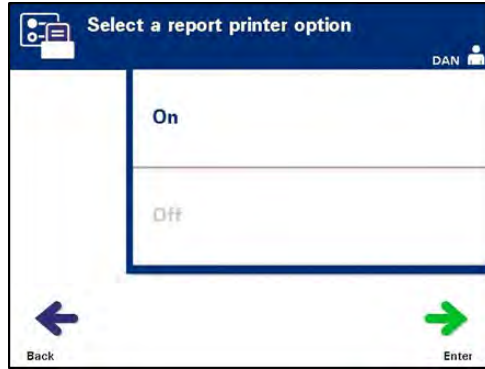 Select a report printer option
DAN
On
Off
Back
Enter